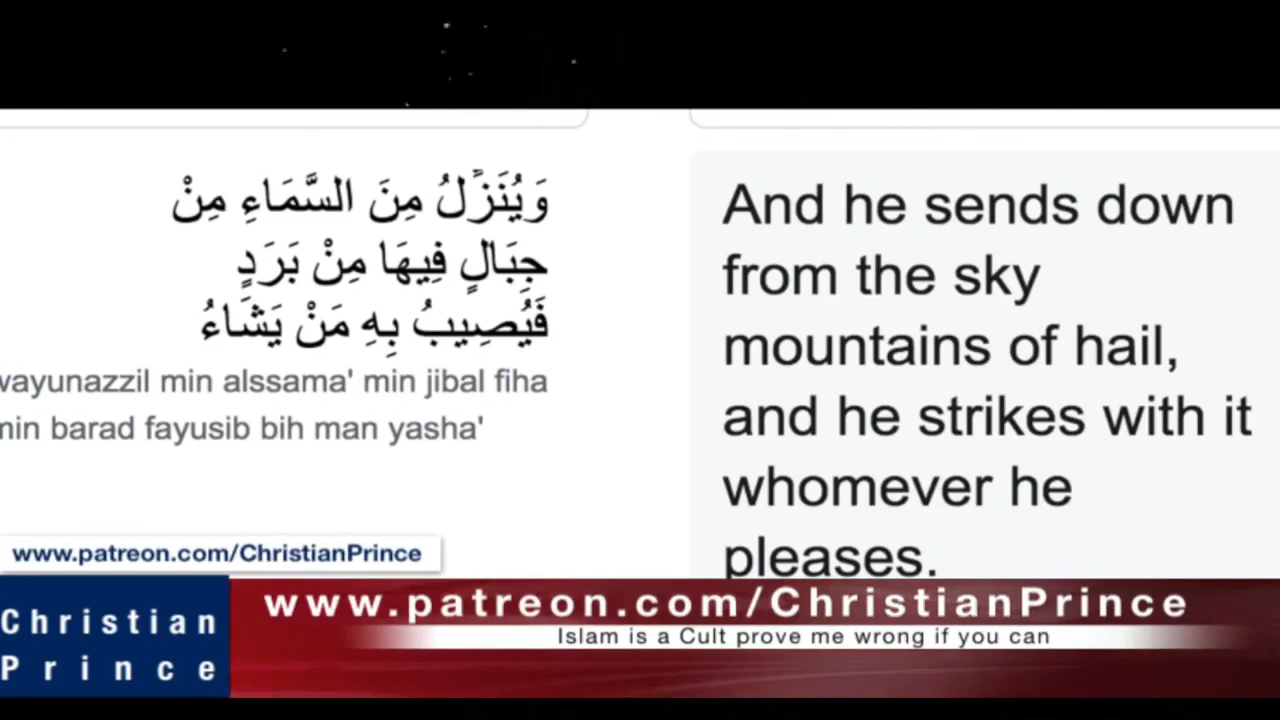 وَيُنَزِّلُ مِنَ السَّمَاءِ مِنْ
جِبَالٍ فِيهَا مِنْ بَرَدٍ
فَيُصِيبُ بِهِ مَنْ يَشَاءُ
wayunazzil min alssama' min jibal fiha
min barad fayusib bih man yasha'
And he sends down
from the sky
mountains of hail,
and he strikes with it
whomever he
pleases.
www.patreon.com/ChristianPrince
Christian
Prince
www.patreon.com/ChristianPrince
Islam is a Cult prove me wrong if you can